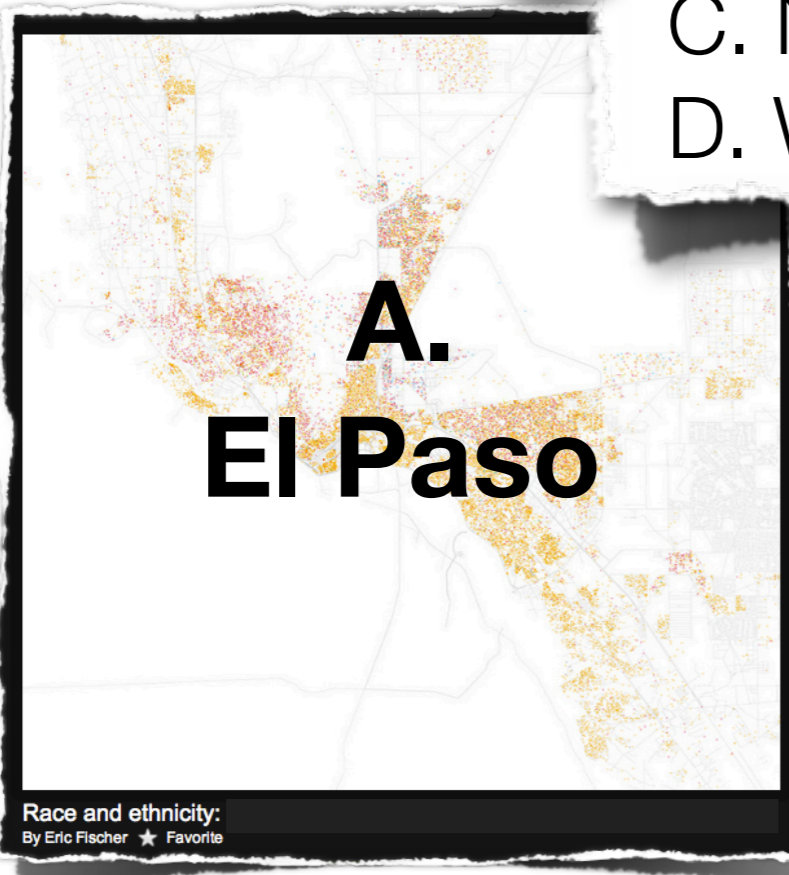 C.
D.
A.
El Paso
Race and ethnicity:
By Eric Fischer ★ Favorite